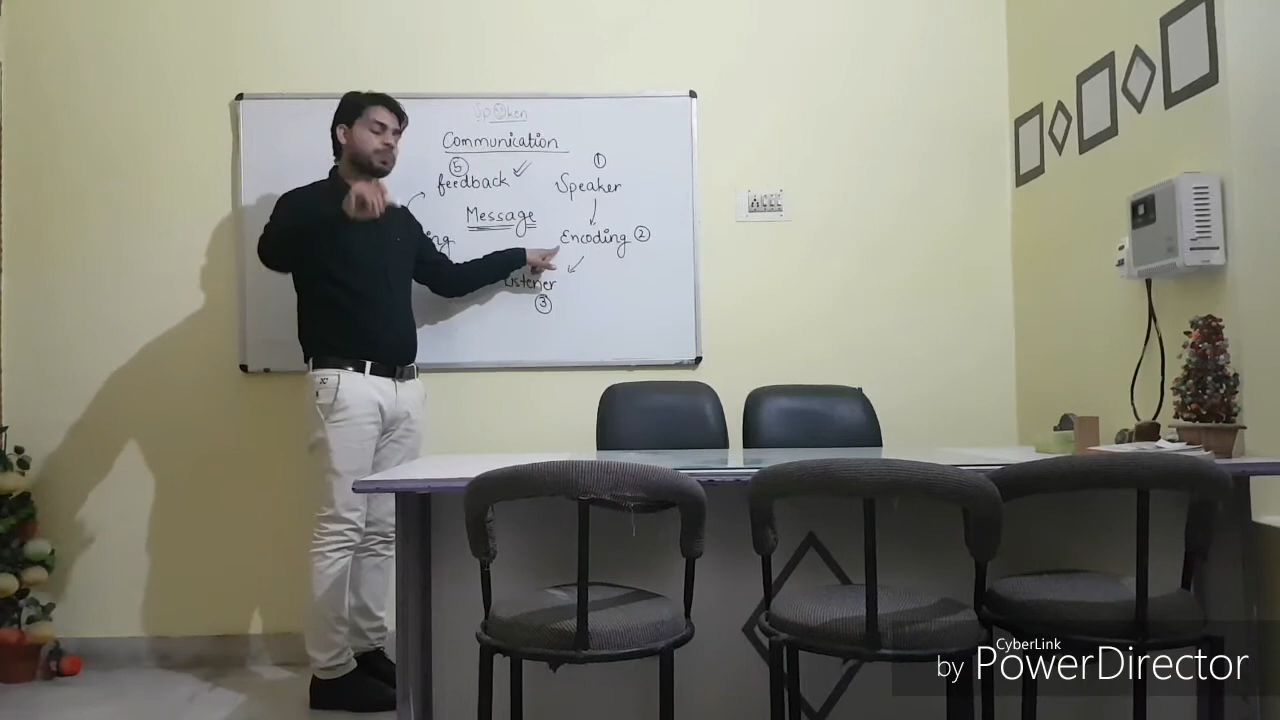 Spoken
Communication
5
feedback
1
Speaker
Message
Encoding 2
Listener
3
CyberLink
by PowerDirector